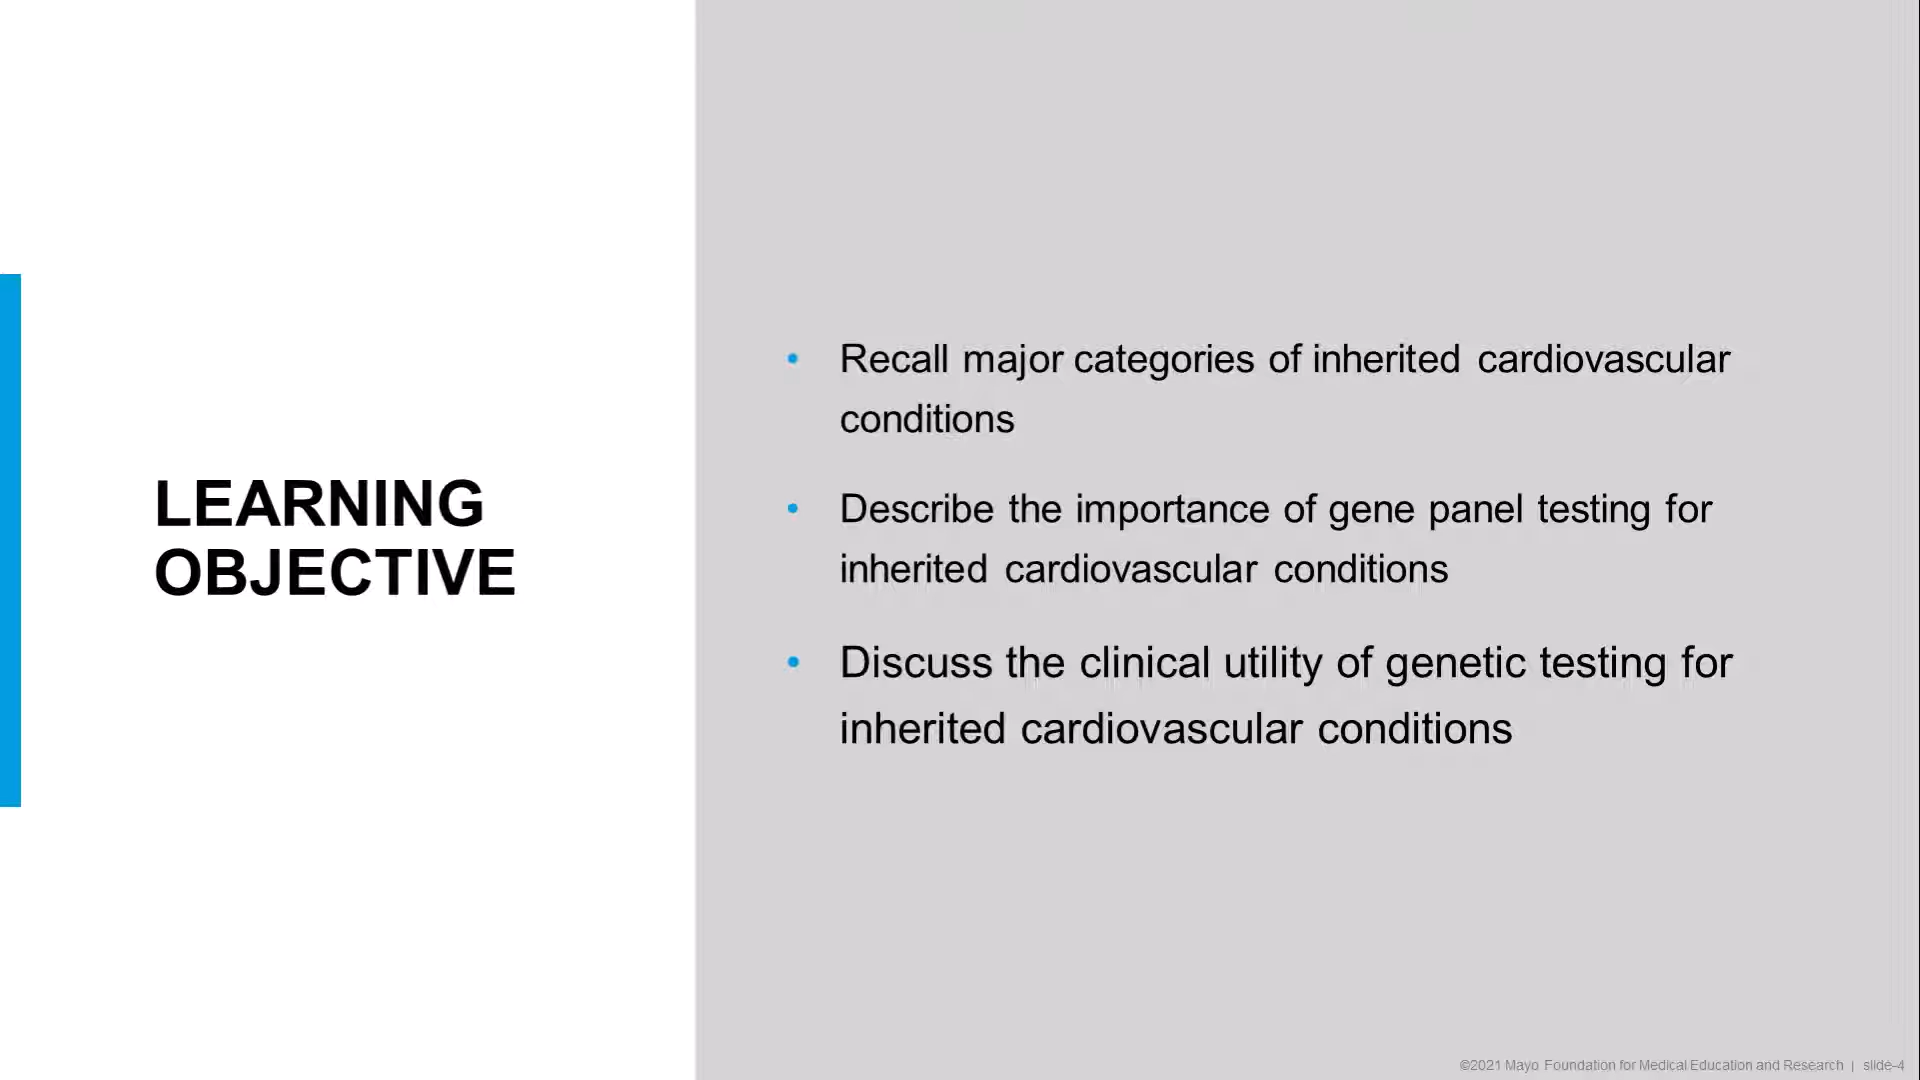 LEARNING
OBJECTIVE
• Recall major categories of inherited cardiovascular
conditions
• Describe the importance of gene panel testing for
inherited cardiovascular conditions
• Discuss the clinical utility of genetic testing for
inherited cardiovascular conditions
©2021 Mayo Foundation for Medical Education and Research | slide-4